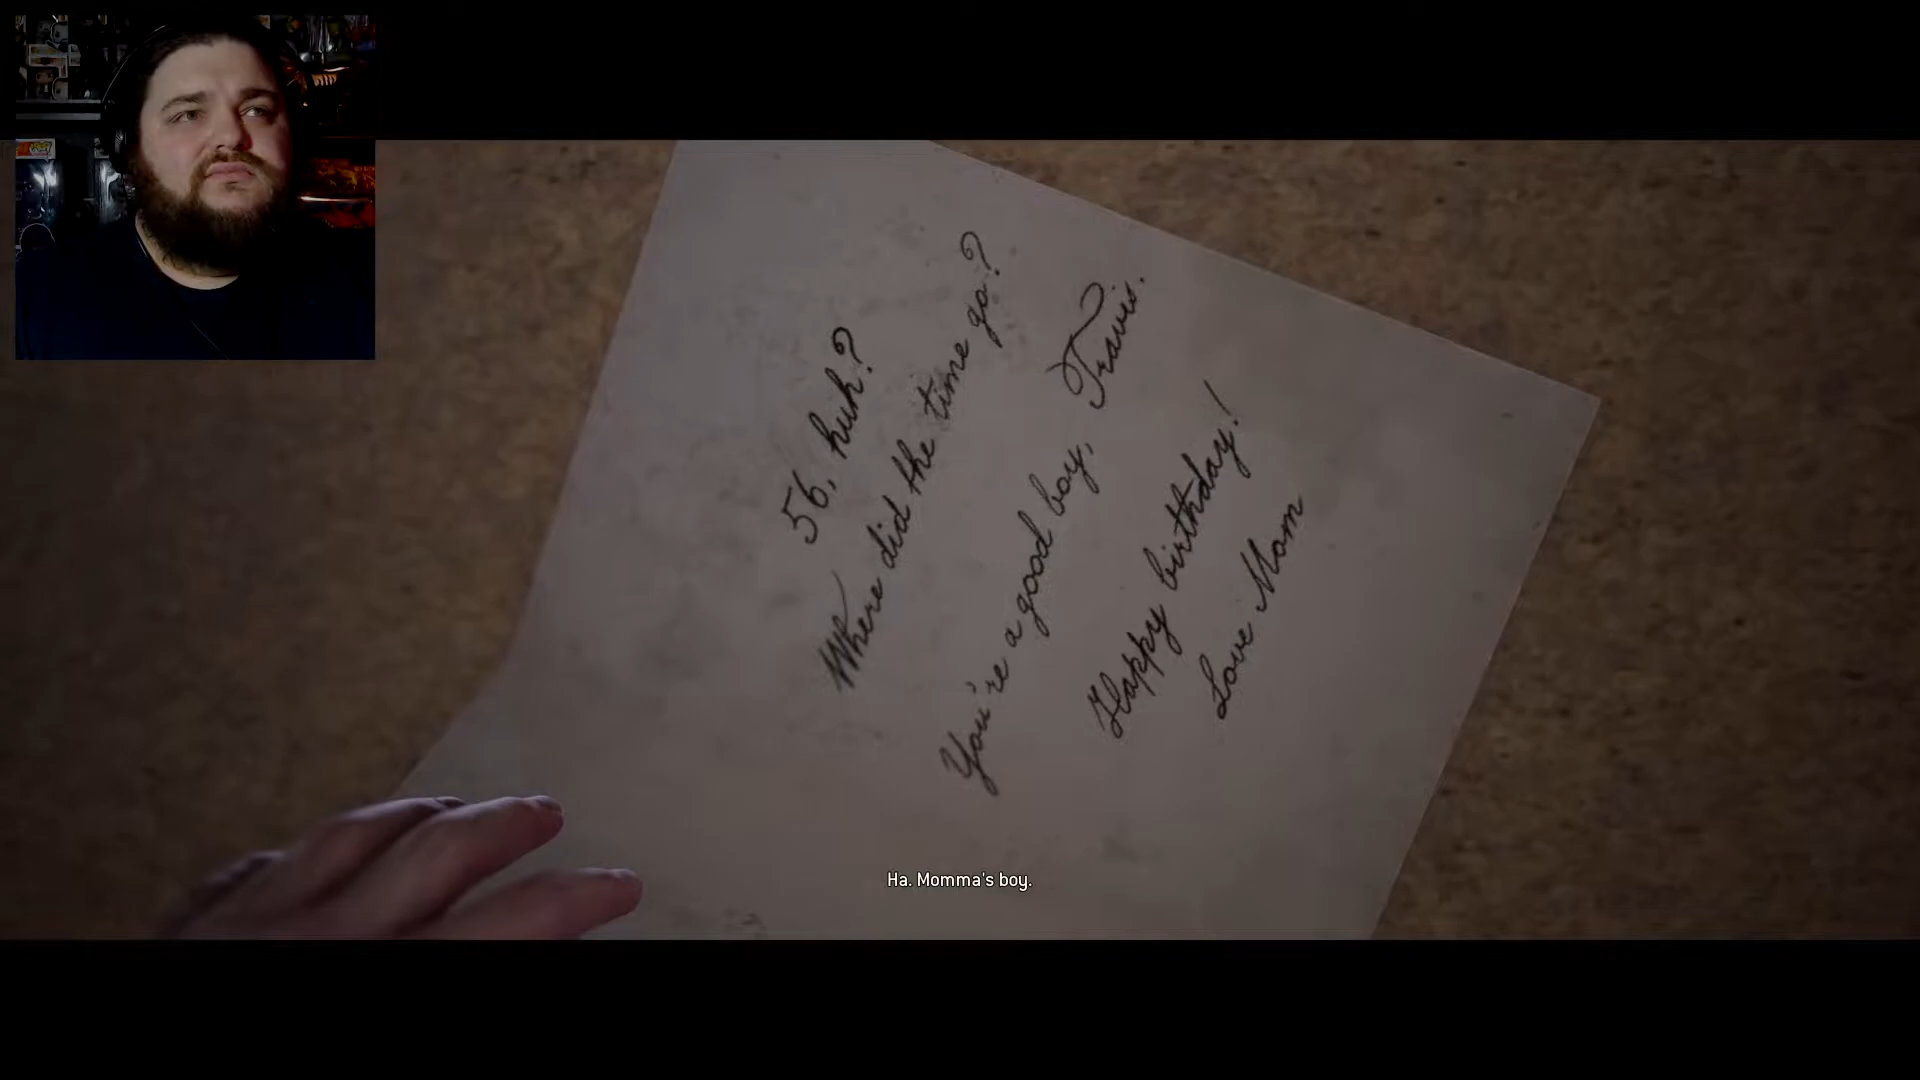 56, huh?
Where did the time go?
You're a good boy, Travis.
Happy birthday!
Love Mom
Ha. Momma's boy.